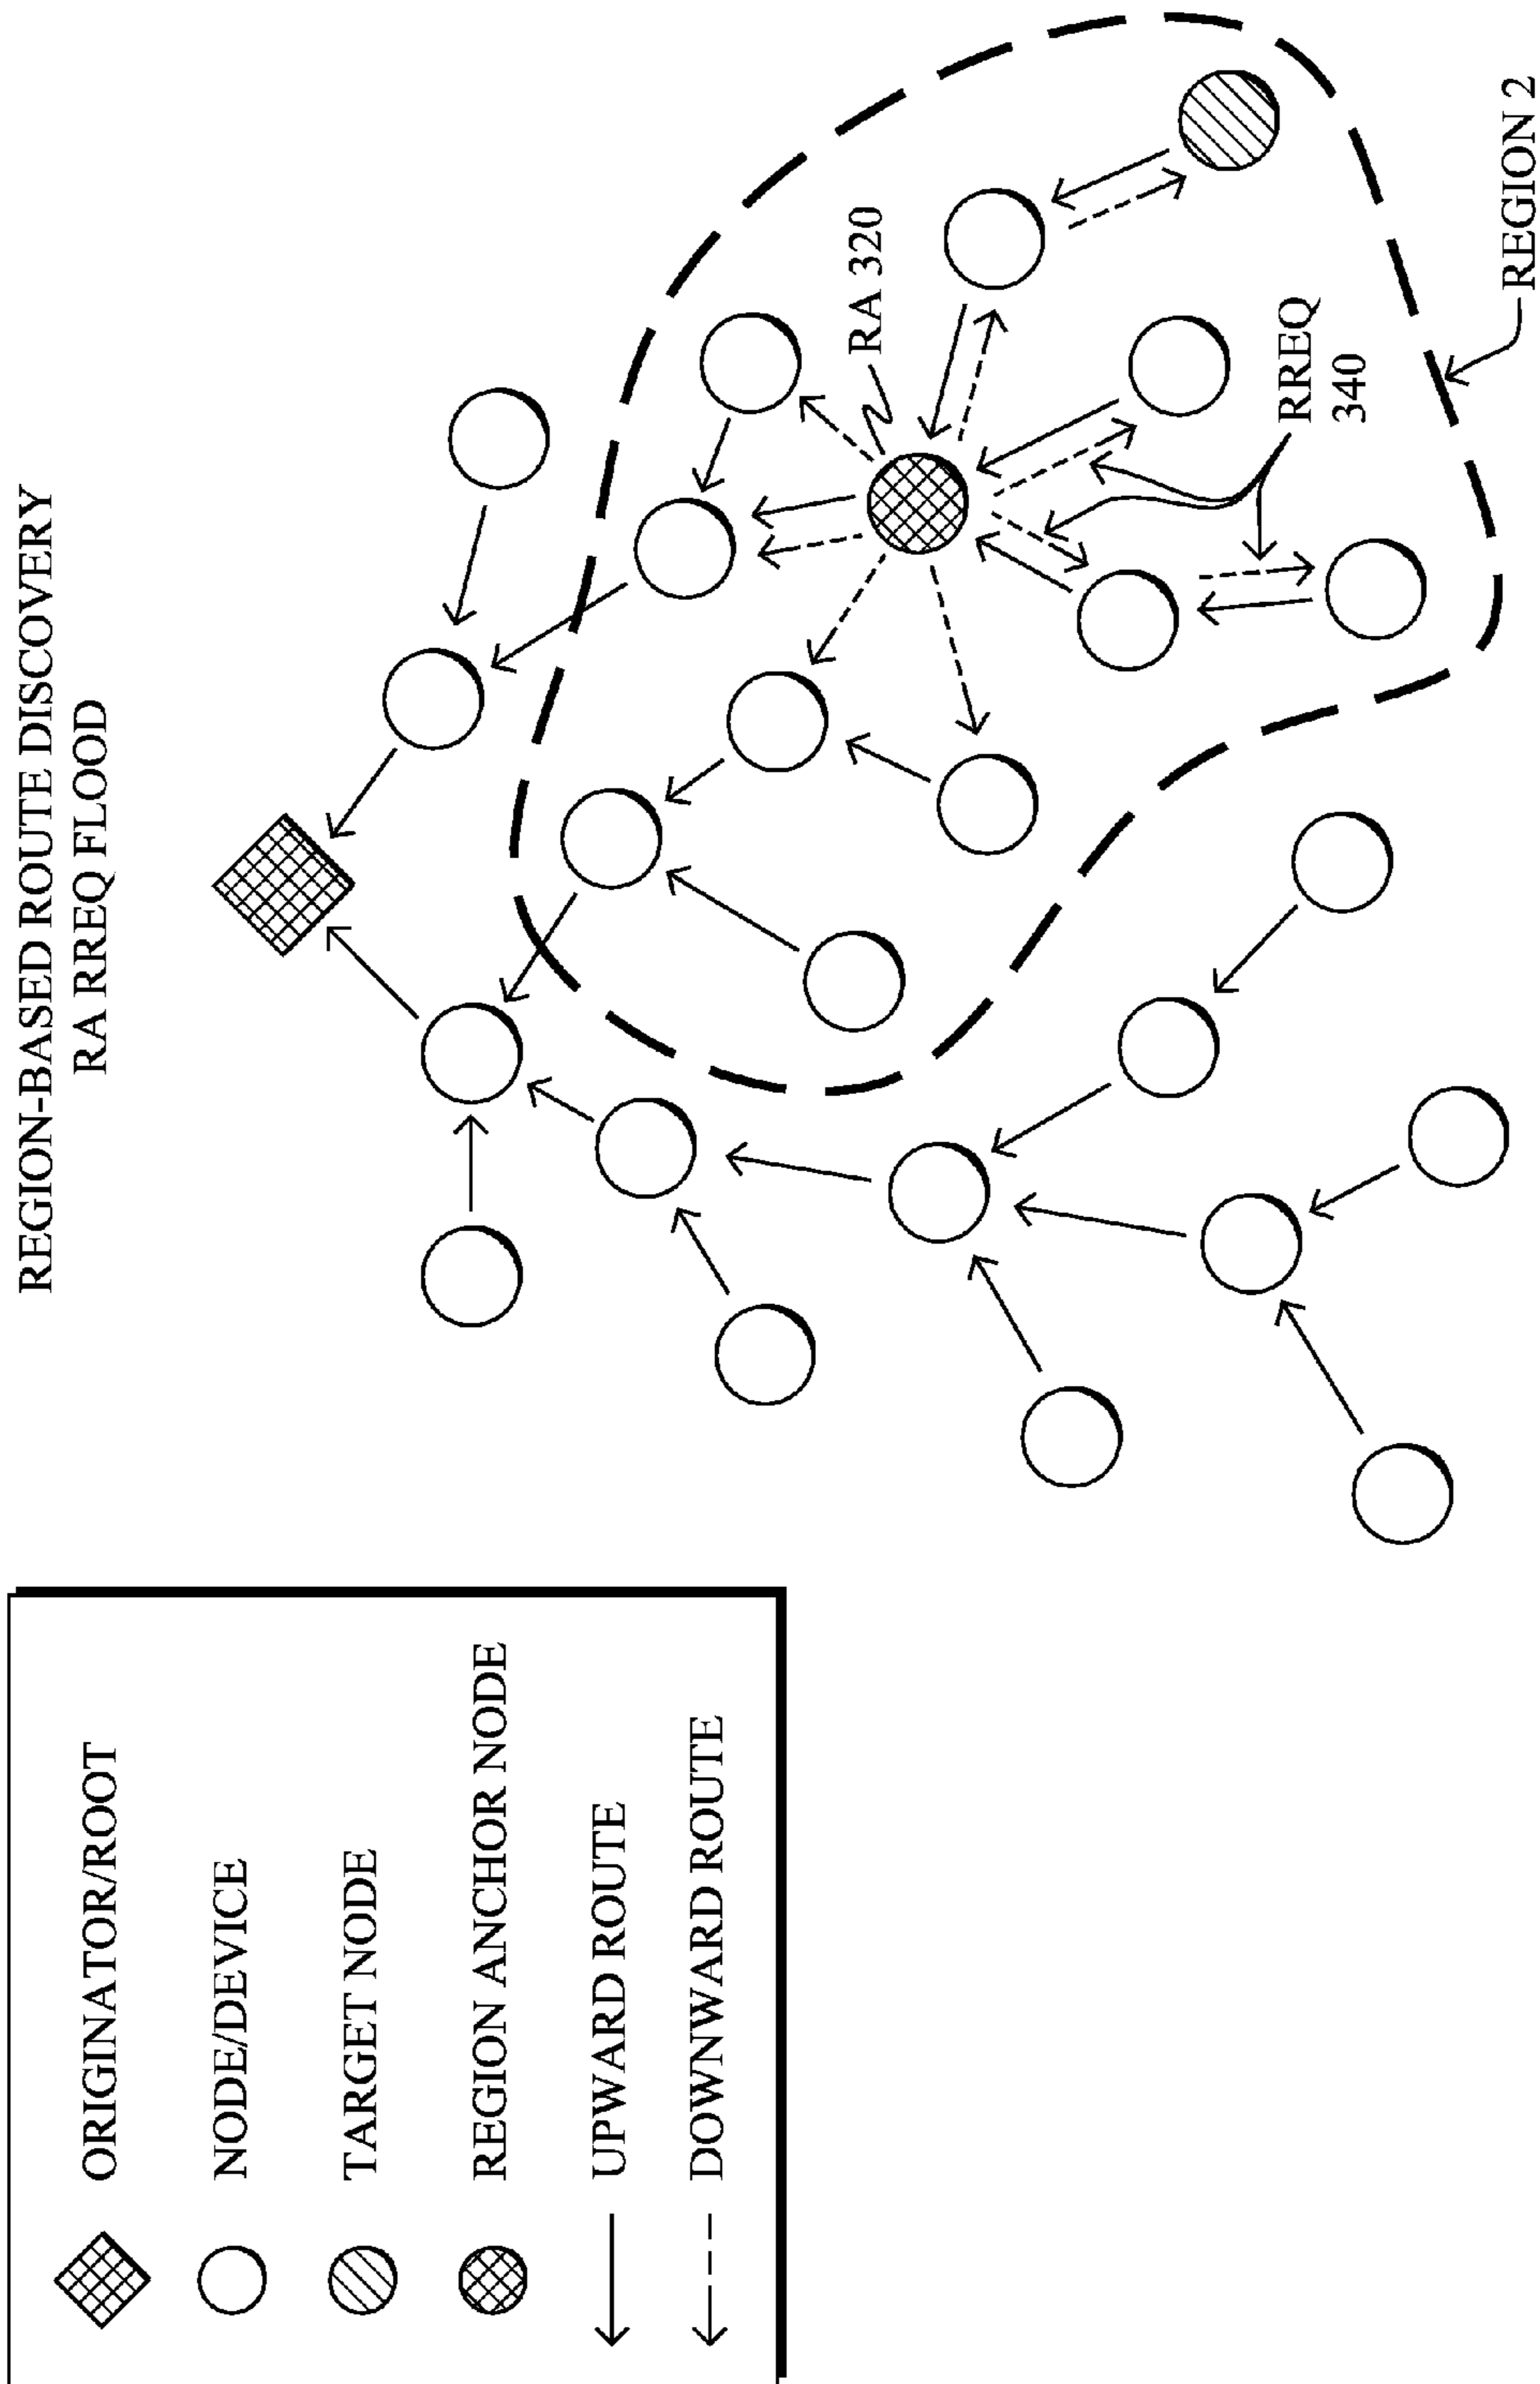 REGION-BASED ROUTE DISCOVERY
RA RREQ FLOOD
ORIGINATOR/ROOT
NODE/DEVICE
TARGET NODE
REGION ANCHOR NODE
UPWARD ROUTE
DOWNWARD ROUTE
RA 320
RREQ
340
REGION 2